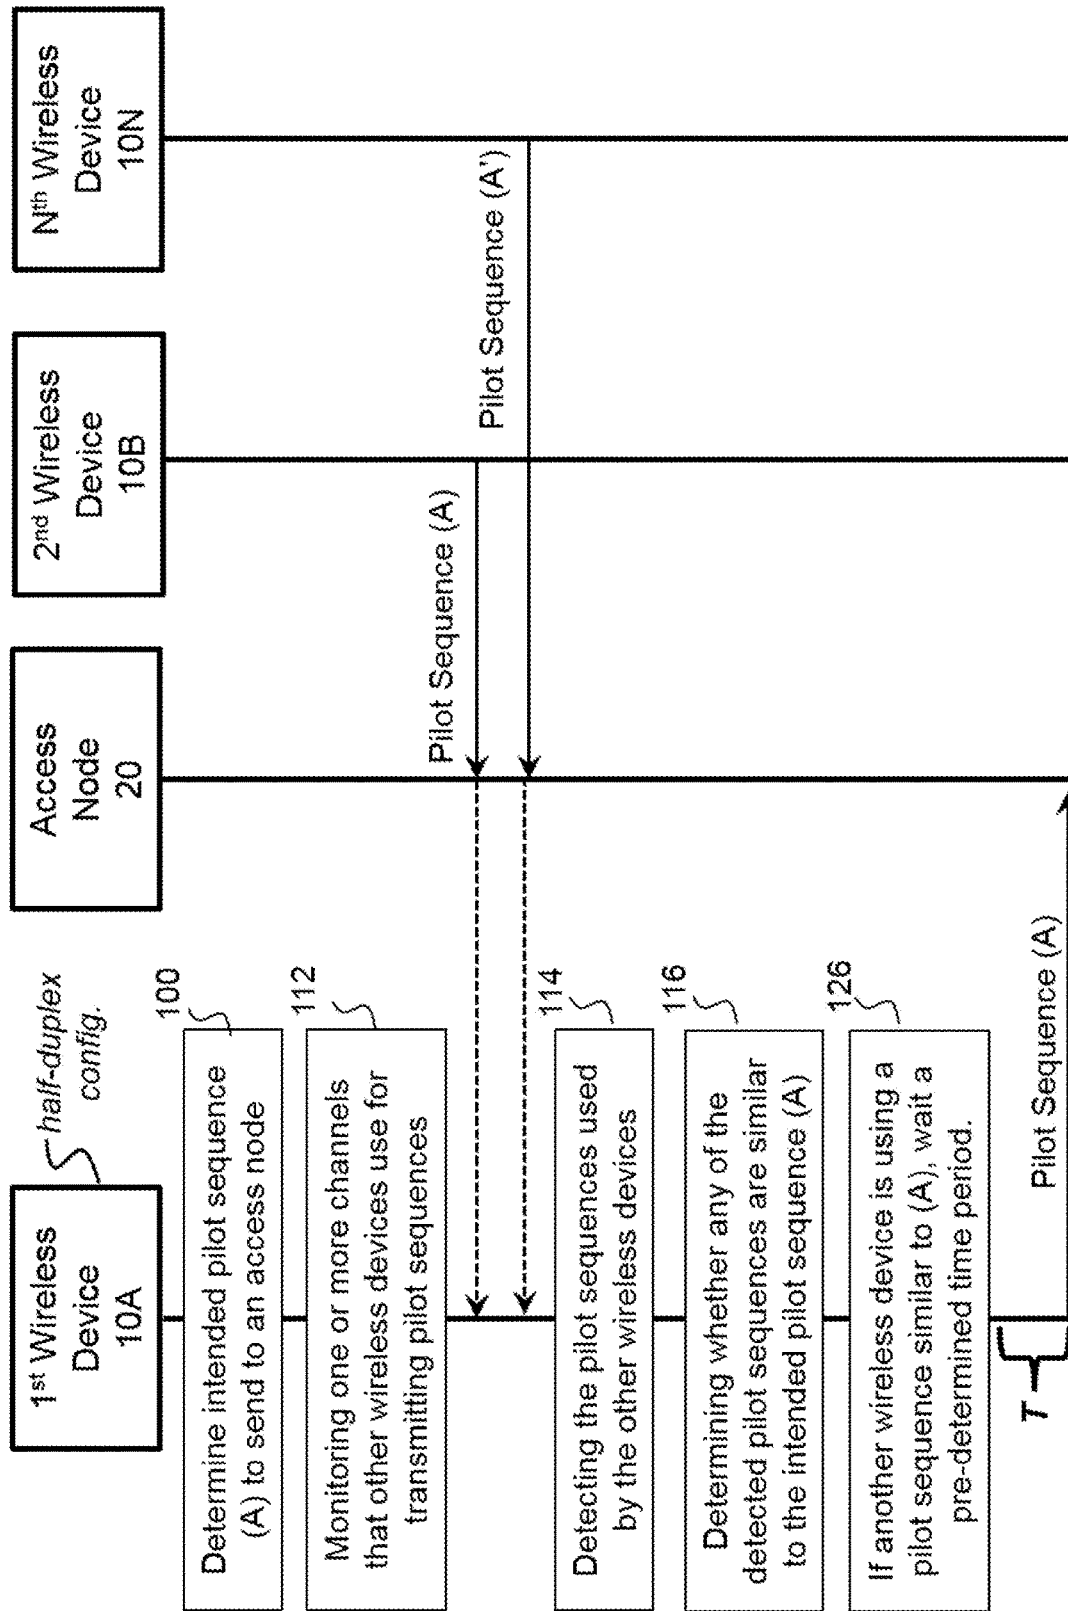 1st Wireless
Device
10A
half-duplex
config.
Access
Node
20
2nd Wireless
Device
10B
Nth Wireless
Device
10N
100
Determine intended pilot sequence
(A) to send to an access node
112
Monitoring one or more channels
that other wireless devices use for
transmitting pilot sequences
Pilot Sequence (A)
Pilot Sequence (A')
114
Detecting the pilot sequences used
by the other wireless devices
116
Determining whether any of the
detected pilot sequences are similar
to the intended pilot sequence (A)
126
If another wireless device is using a
pilot sequence similar to (A), wait a
pre-determined time period.
T
Pilot Sequence (A)